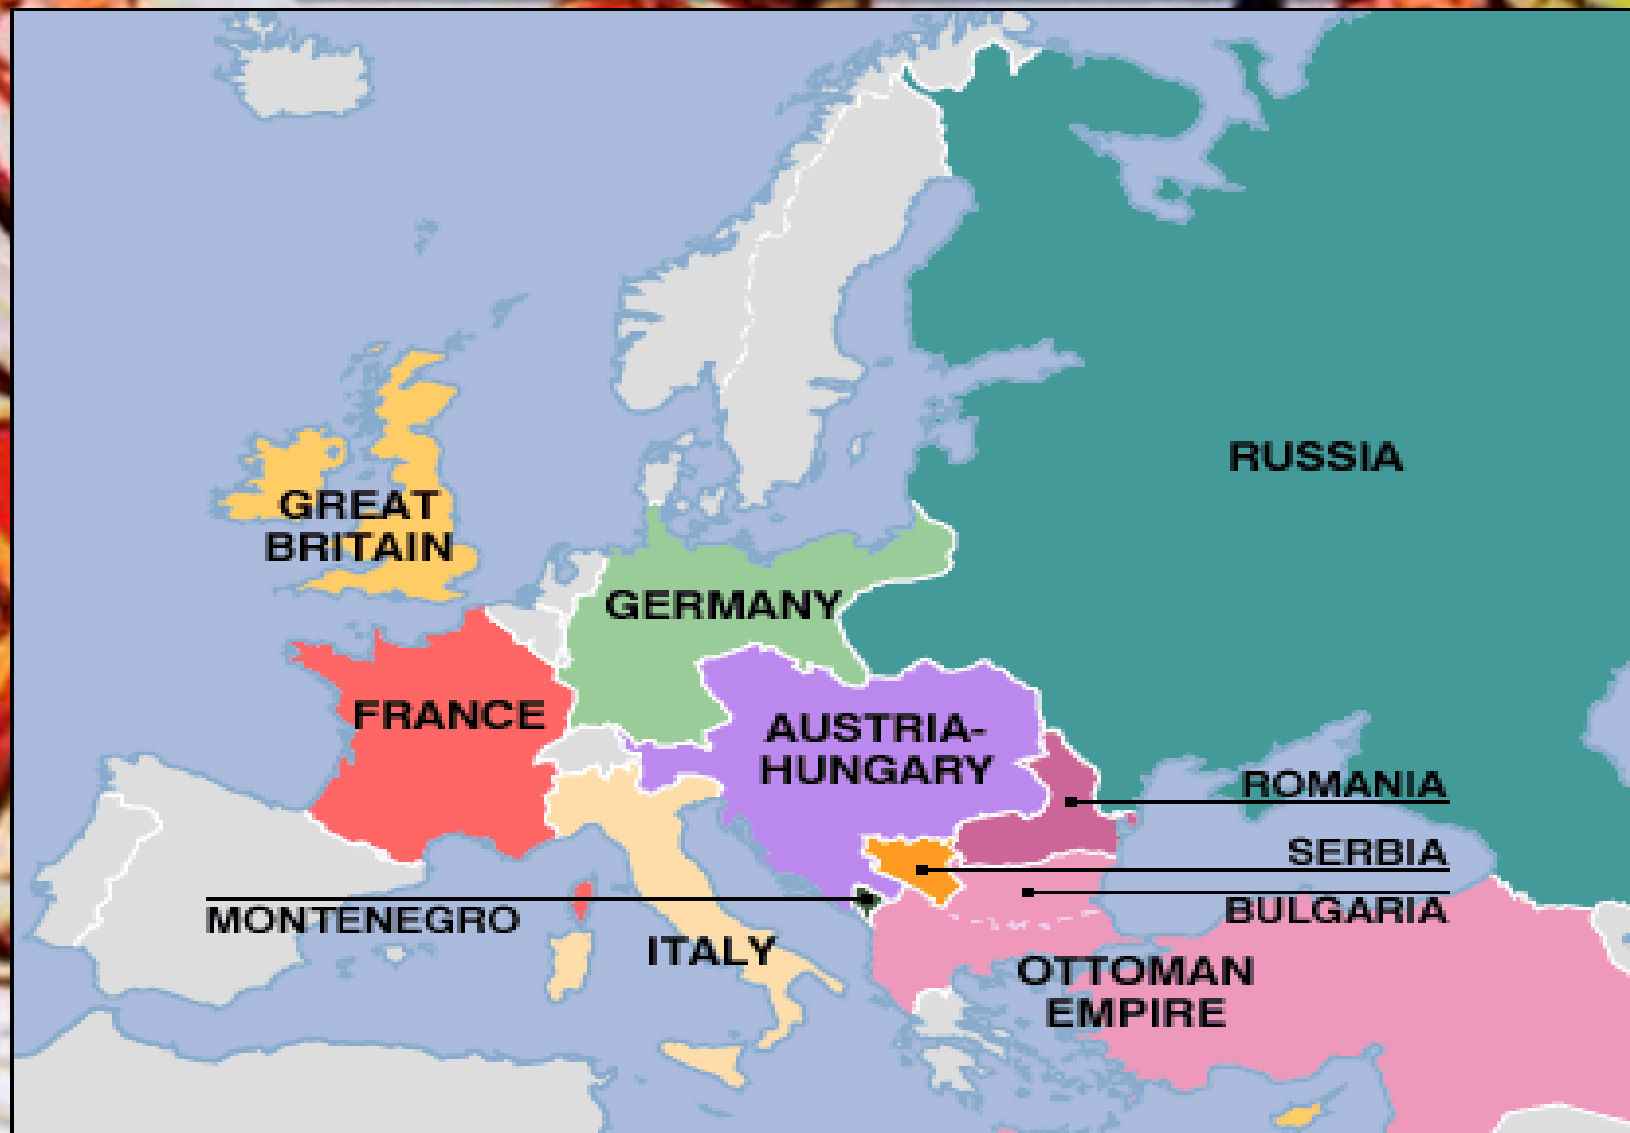 RUSSIA
GREAT
BRITAIN
GERMANY
FRANCE
AUSTRIA-
HUNGARY
ROMANIA
SERBIA
BULGARIA
MONTENEGRO
ITALY
OTTOMAN
EMPIRE